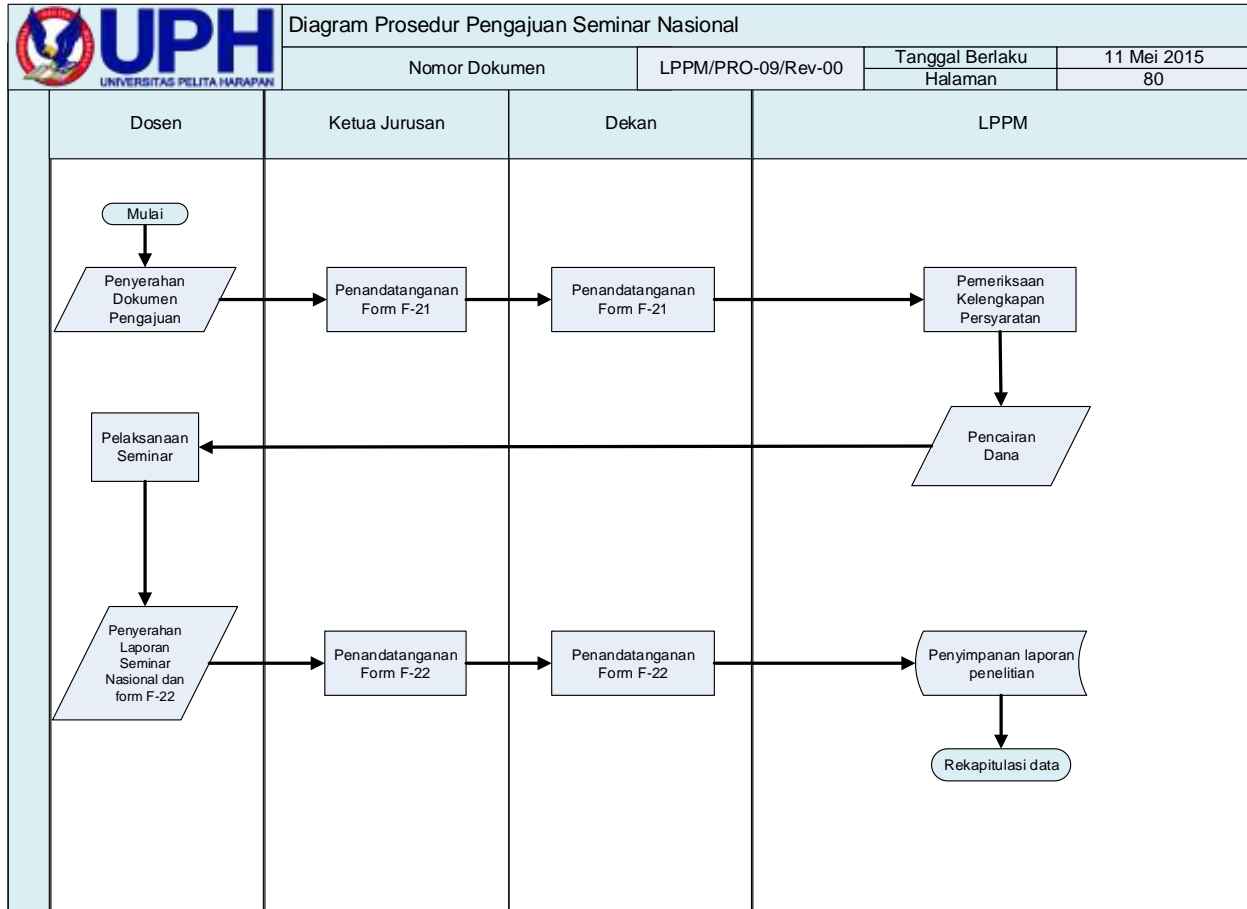 UPH
UNIVERSITAS PELITA HARAPAN
Diagram Prosedur Pengajuan Seminar Nasional
Nomor Dokumen
LPPM/PRO-09/Rev-00
Tanggal Berlaku
11 Mei 2015
Halaman
80
Dosen
Ketua Jurusan
Dekan
LPPM
Mulai
Penyerahan
Dokumen
Pengajuan
Penandatanganan
Form F-21
Penandatanganan
Form F-21
Pemeriksaan
Kelengkapan
Persyaratan
Pencairan
Dana
Pelaksanaan
Seminar
Penyerahan
Laporan
Seminar
Nasional dan
form F-22
Penandatanganan
Form F-22
Penandatanganan
Form F-22
Penyimpanan laporan
penelitian
Rekapitulasi data